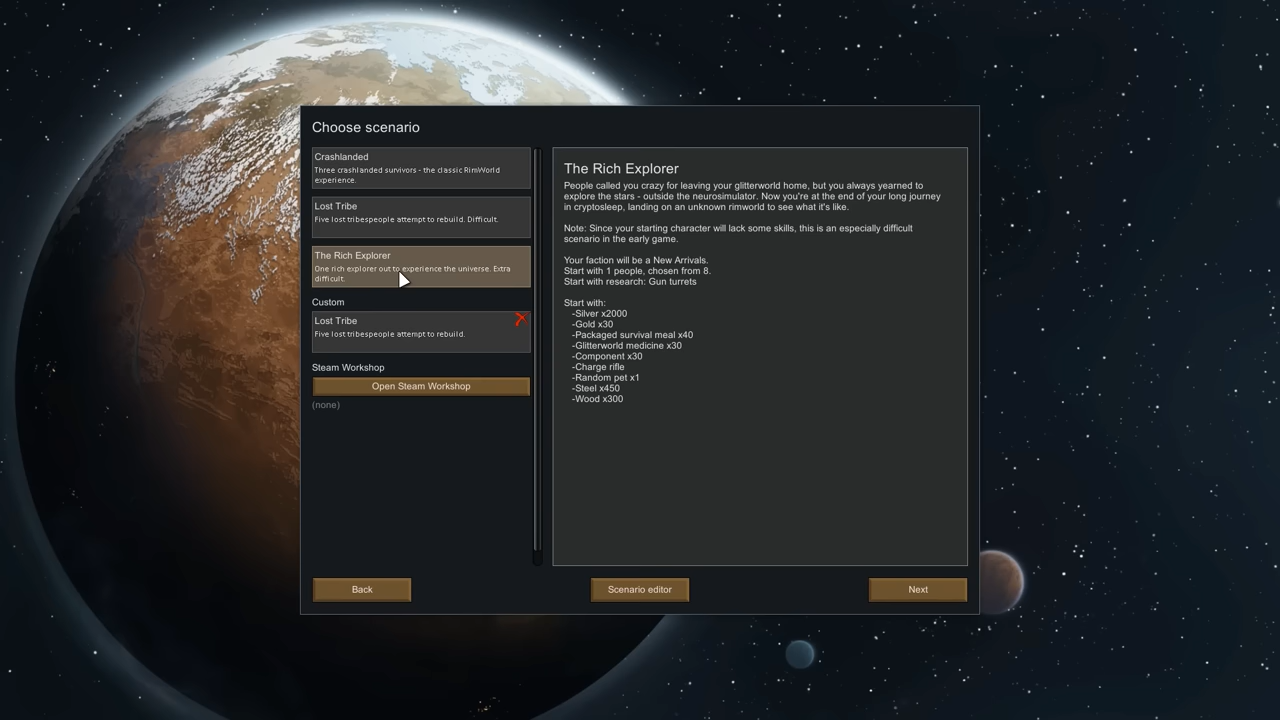 Choose scenario
Crashlanded
Three crashlanded survivors - the classic RimWorld
experience.
Lost Tribe
Five lost tribespeople attempt to rebuild. Difficult.
The Rich Explorer
One rich explorer out to experience the universe. Extra
difficult.
Custom
Lost Tribe
Five lost tribespeople attempt to rebuild.
Steam Workshop
Open Steam Workshop
(none)
The Rich Explorer
People called you crazy for leaving your glitterworld home, but you always yearned to
explore the stars - outside the neurosimulator. Now you're at the end of your long journey
in cryptosleep, landing on an unknown rimworld to see what it's like.
Note: Since your starting character will lack some skills, this is an especially difficult
scenario in the early game.
Your faction will be a New Arrivals.
Start with 1 people, chosen from 8.
Start with research: Gun turrets
Start with:
-Silver x2000
-Gold x30
-Packaged survival meal x40
-Glitterworld medicine x30
-Component x30
-Charge rifle
-Random pet x1
-Steel x450
-Wood x300
Back
Scenario editor
Next